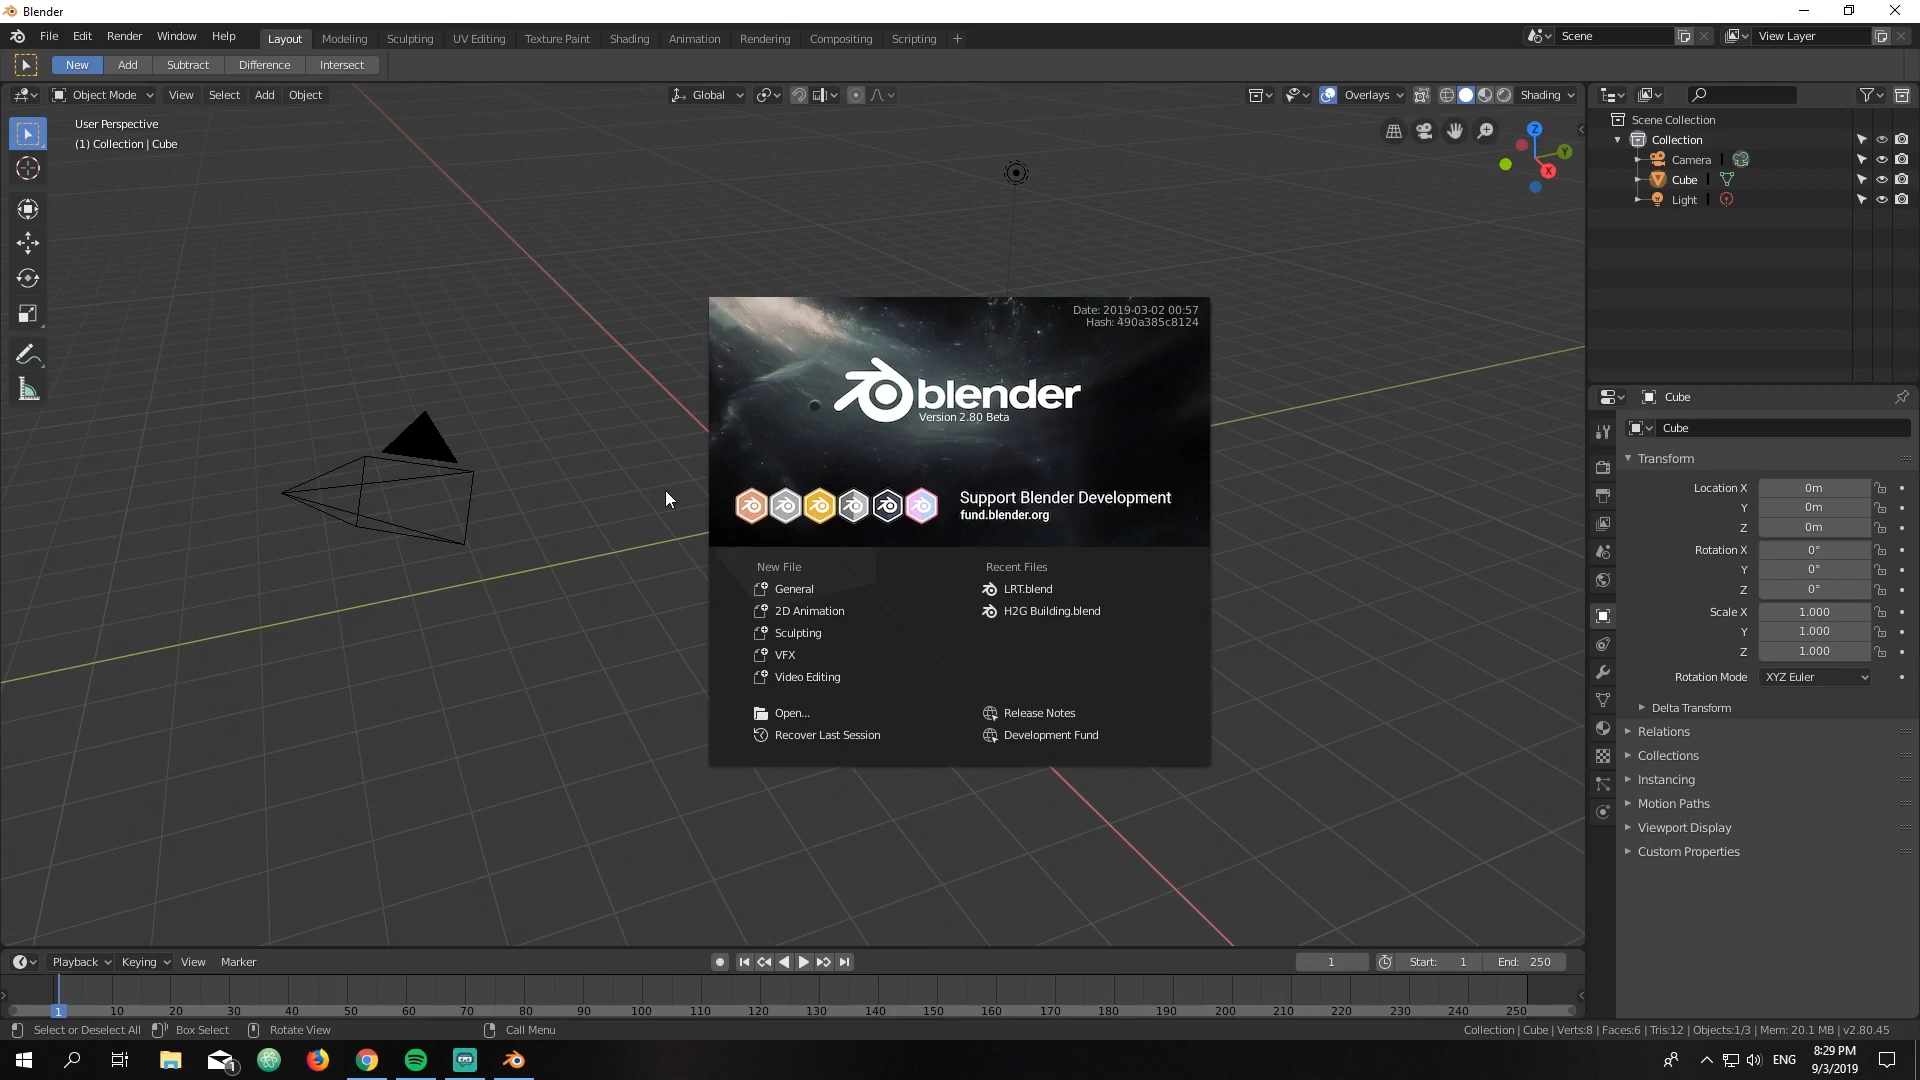 Blender
File Edit Render Window Help Layout Modeling Sculpting UV Editing Texture Paint Shading Animation Rendering Compositing Scripting + Scene View Layer
New Add Subtract Difference Intersect
Object Mode View Select Add Object Global Overlays Shading
User Perspective
(1) Collection | Cube
Z
Y
X
Scene Collection
Collection
Camera
Cube
Light
Date: 2019-03-02 00:57
Hash: 490a385c8124
blender
Version 2.80 Beta
Support Blender Development
fund.blender.org
New File
General
2D Animation
Sculpting
VFX
Video Editing
Open...
Recover Last Session
Recent Files
LRT.blend
H2G Building.blend
Release Notes
Development Fund
Cube
Cube
Transform
Location X 0m
Y 0m
Z 0m
Rotation X 0°
Y 0°
Z 0°
Scale X 1.000
Y 1.000
Z 1.000
Rotation Mode XYZ Euler
Delta Transform
Relations
Collections
Instancing
Motion Paths
Viewport Display
Custom Properties
Playback Keying View Marker 1 Start: 1 End: 250
1 10 20 30 40 50 60 70 80 90 100 110 120 130 140 150 160 170 180 190 200 210 220 230 240 250
Select or Deselect All Box Select Rotate View Call Menu Collection | Cube | Verts:8 | Faces:6 | Tris:12 | Objects:1/3 | Mem: 20.1 MB | v2.80.45
1 ENG 8:29 PM
9/3/2019